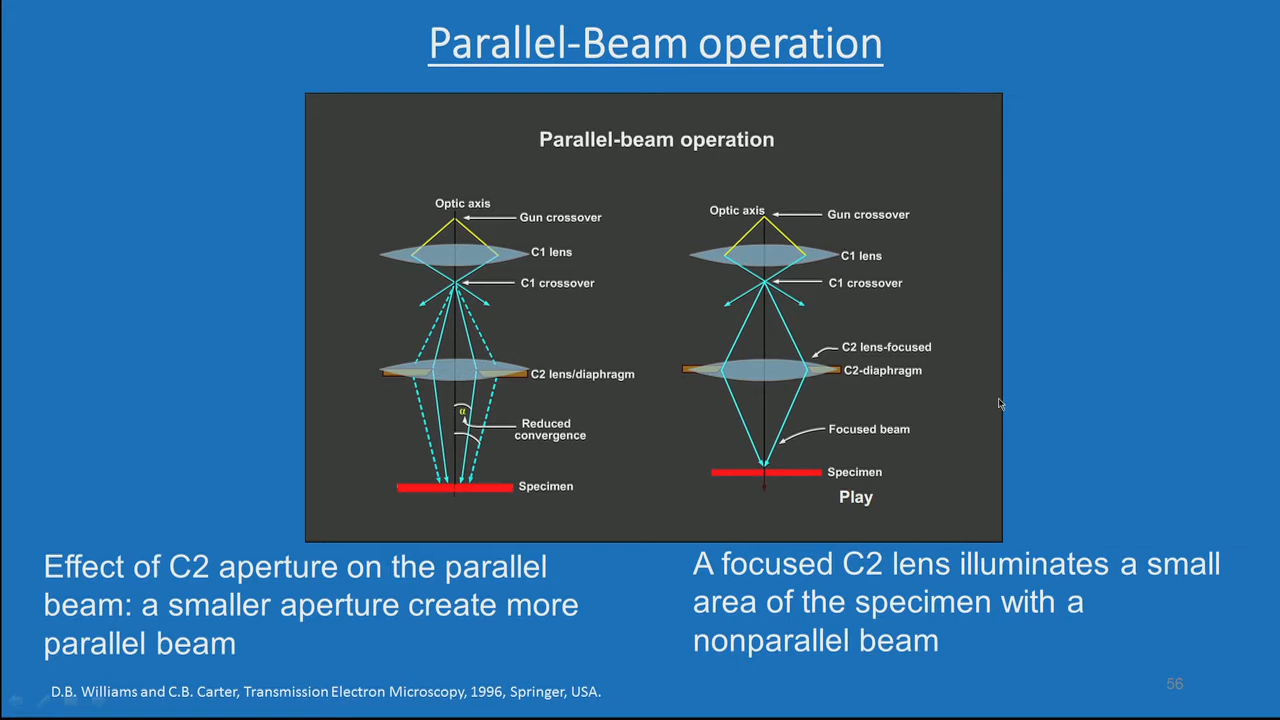 Parallel-Beam operation
Parallel-beam operation
Optic axis
Gun crossover
C1 lens
C1 crossover
C2 lens/diaphragm
α
Reduced
convergence
Specimen
Optic axis
Gun crossover
C1 lens
C1 crossover
C2 lens-focused
C2-diaphragm
Focused beam
Specimen
Play
Effect of C2 aperture on the parallel
beam: a smaller aperture create more
parallel beam
A focused C2 lens illuminates a small
area of the specimen with a
nonparallel beam
D.B. Williams and C.B. Carter, Transmission Electron Microscopy, 1996, Springer, USA.
56